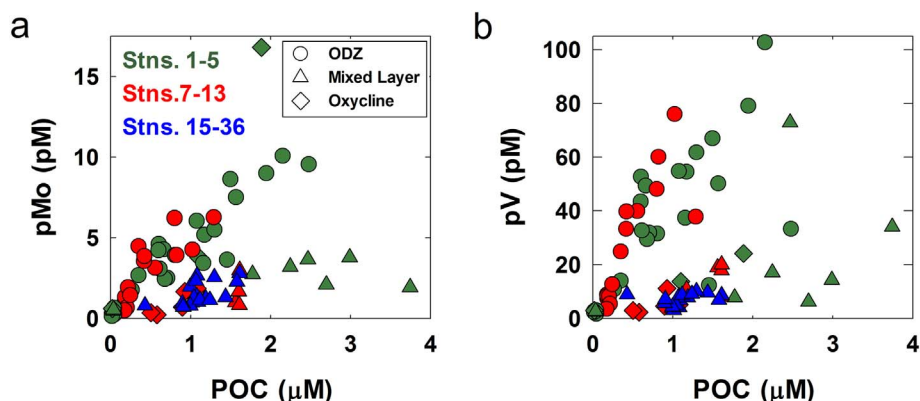 a
b
Stns. 1-5
Stns.7-13
Stns. 15-36
ODZ
Mixed Layer
Oxycline
pMo (pM)
15
10
5
0
0
1
2
3
4
POC (μM)
pV (pM)
100
80
60
40
20
0
0
1
2
3
4
POC (μM)